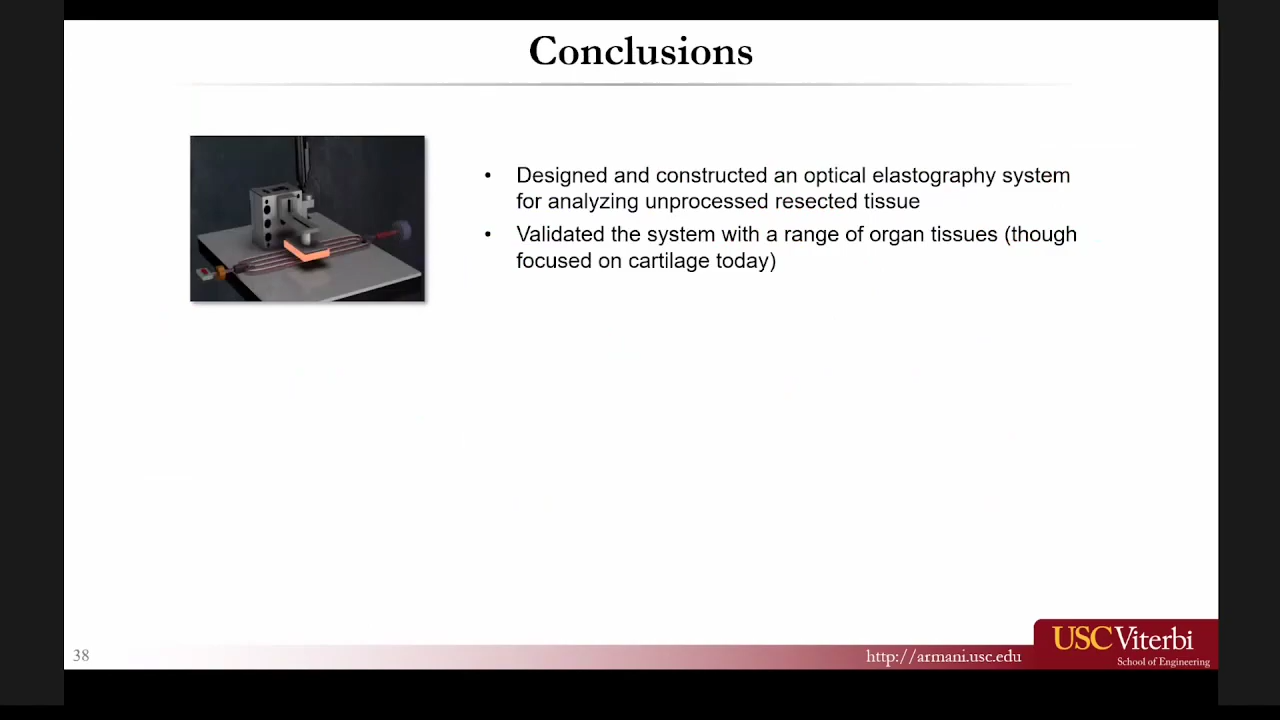 Conclusions
• Designed and constructed an optical elastography system
for analyzing unprocessed resected tissue
• Validated the system with a range of organ tissues (though
focused on cartilage today)
38
http://armani.usc.edu
USC Viterbi
School of Engineering